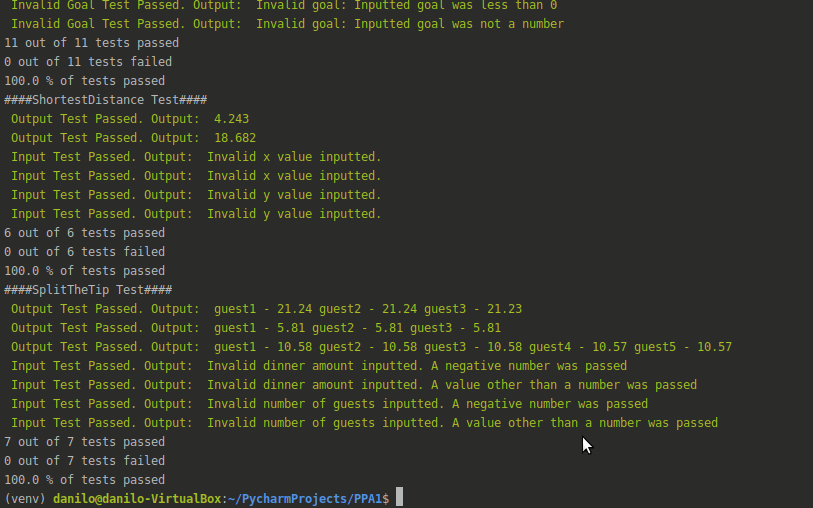 Invalid Goal Test Passed. Output:  Invalid goal: Inputted goal was less than 0
Invalid Goal Test Passed. Output:  Invalid goal: Inputted goal was not a number
11 out of 11 tests passed
0 out of 11 tests failed
100.0 % of tests passed
####ShortestDistance Test####
Output Test Passed. Output:  4.243
Output Test Passed. Output:  18.682
Input Test Passed. Output:  Invalid x value inputted.
Input Test Passed. Output:  Invalid x value inputted.
Input Test Passed. Output:  Invalid y value inputted.
Input Test Passed. Output:  Invalid y value inputted.
6 out of 6 tests passed
0 out of 6 tests failed
100.0 % of tests passed
####SplitTheTip Test####
Output Test Passed. Output:  guest1 - 21.24 guest2 - 21.24 guest3 - 21.23
Output Test Passed. Output:  guest1 - 5.81 guest2 - 5.81 guest3 - 5.81
Output Test Passed. Output:  guest1 - 10.58 guest2 - 10.58 guest3 - 10.58 guest4 - 10.57 guest5 - 10.57
Input Test Passed. Output:  Invalid dinner amount inputted. A negative number was passed
Input Test Passed. Output:  Invalid dinner amount inputted. A value other than a number was passed
Input Test Passed. Output:  Invalid number of guests inputted. A negative number was passed
Input Test Passed. Output:  Invalid number of guests inputted. A value other than a number was passed
7 out of 7 tests passed
0 out of 7 tests failed
100.0 % of tests passed
(venv) danilo@danilo-VirtualBox:~/PycharmProjects/PPA1$